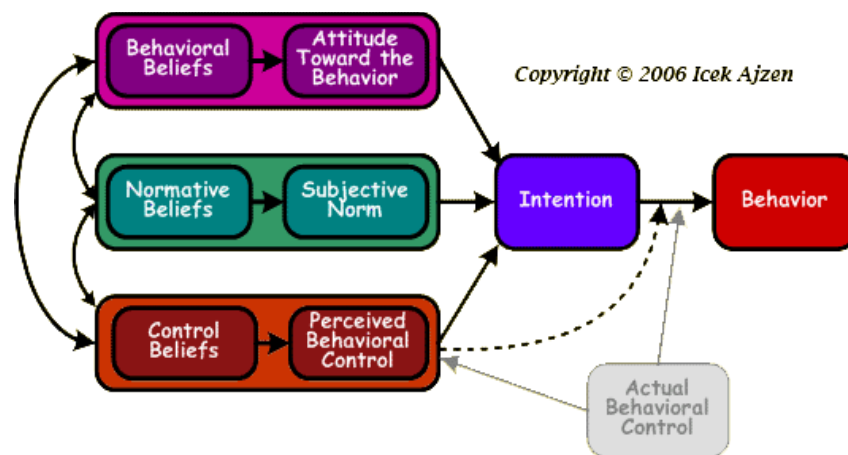 Behavioral
Beliefs
Attitude
Toward the
Behavior
Copyright © 2006 Icek Ajzen
Normative
Beliefs
Subjective
Norm
Intention
Behavior
Control
Beliefs
Perceived
Behavioral
Control
Actual
Behavioral
Control